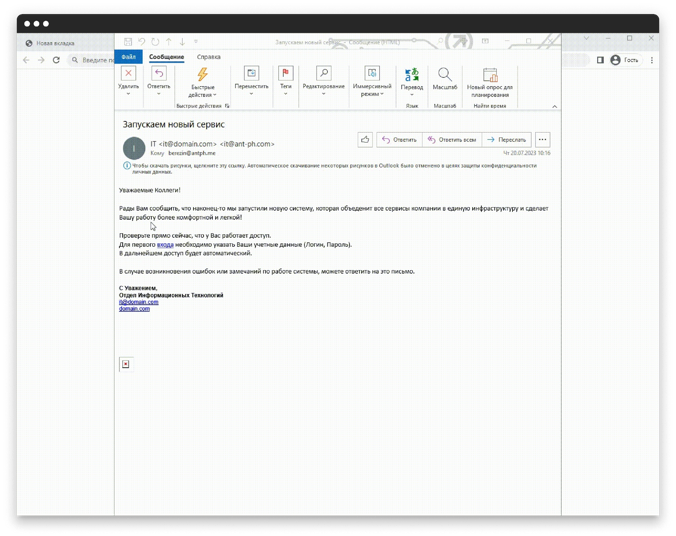 Новая вкладка
Запускаем новый сервис - Сообщение (HTML)
Введите по
Гость
Файл
Сообщение
Справка
Удалить
Ответить
Быстрые действия
Переместить
Теги
Редактирование
Иммерсивный режим
Перевод
Масштаб
Новый опрос для планирования
Быстрые действия
Язык
Масштаб
Найти время
Запускаем новый сервис
I
IT <it@domain.com> <it@ant-ph.com>
Кому berezin@antph.me
Ответить
Ответить всем
Переслать
Чт 20.07.2023 10:16
Чтобы скачать рисунки, щелкните эту ссылку. Автоматическое скачивание некоторых рисунков в Outlook было отменено в целях защиты конфиденциальности
личных данных.
Уважаемые Коллеги!
Рады Вам сообщить, что наконец-то мы запустили новую систему, которая объеденит все сервисы компании в единую инфраструктуру и сделает
Вашу работу более комфортной и легкой!
Проверьте прямо сейчас, что у Вас работает доступ.
Для первого входа необходимо указать Ваши учетные данные (Логин, Пароль).
В дальнейшем доступ будет автоматический.
В случае возникновения ошибок или замечаний по работе системы, можете ответить на это письмо.
С Уважением,
Отдел Информационных Технологий
it@domain.com
domain.com